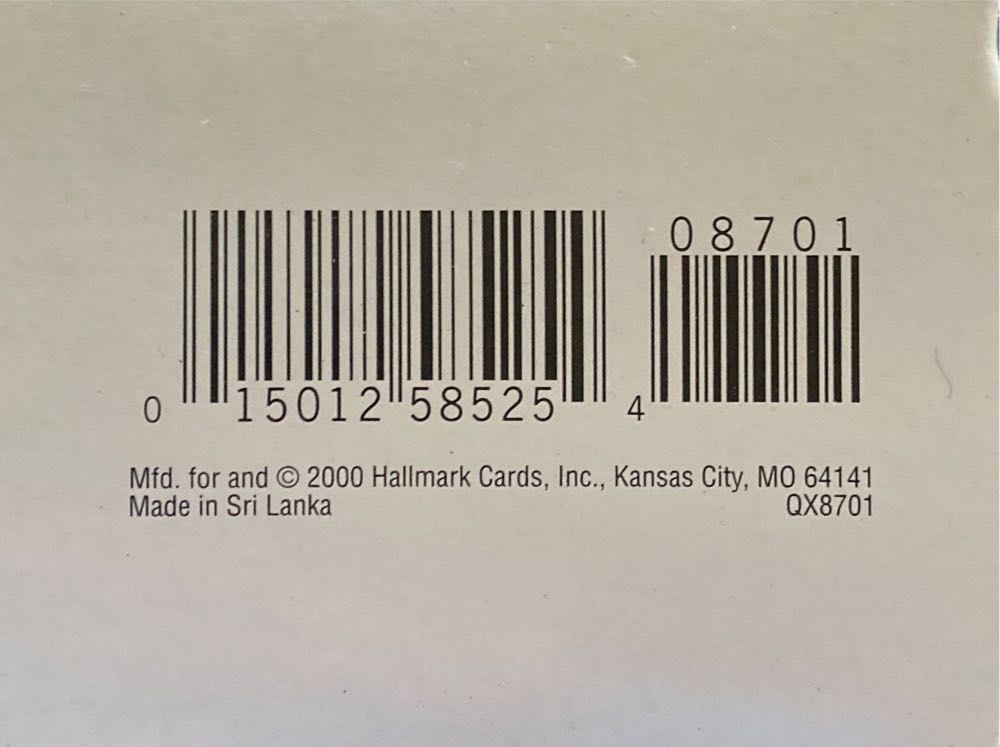 08701
0 15012 58525 4
Mfd. for and © 2000 Hallmark Cards, Inc., Kansas City, MO 64141
Made in Sri Lanka QX8701